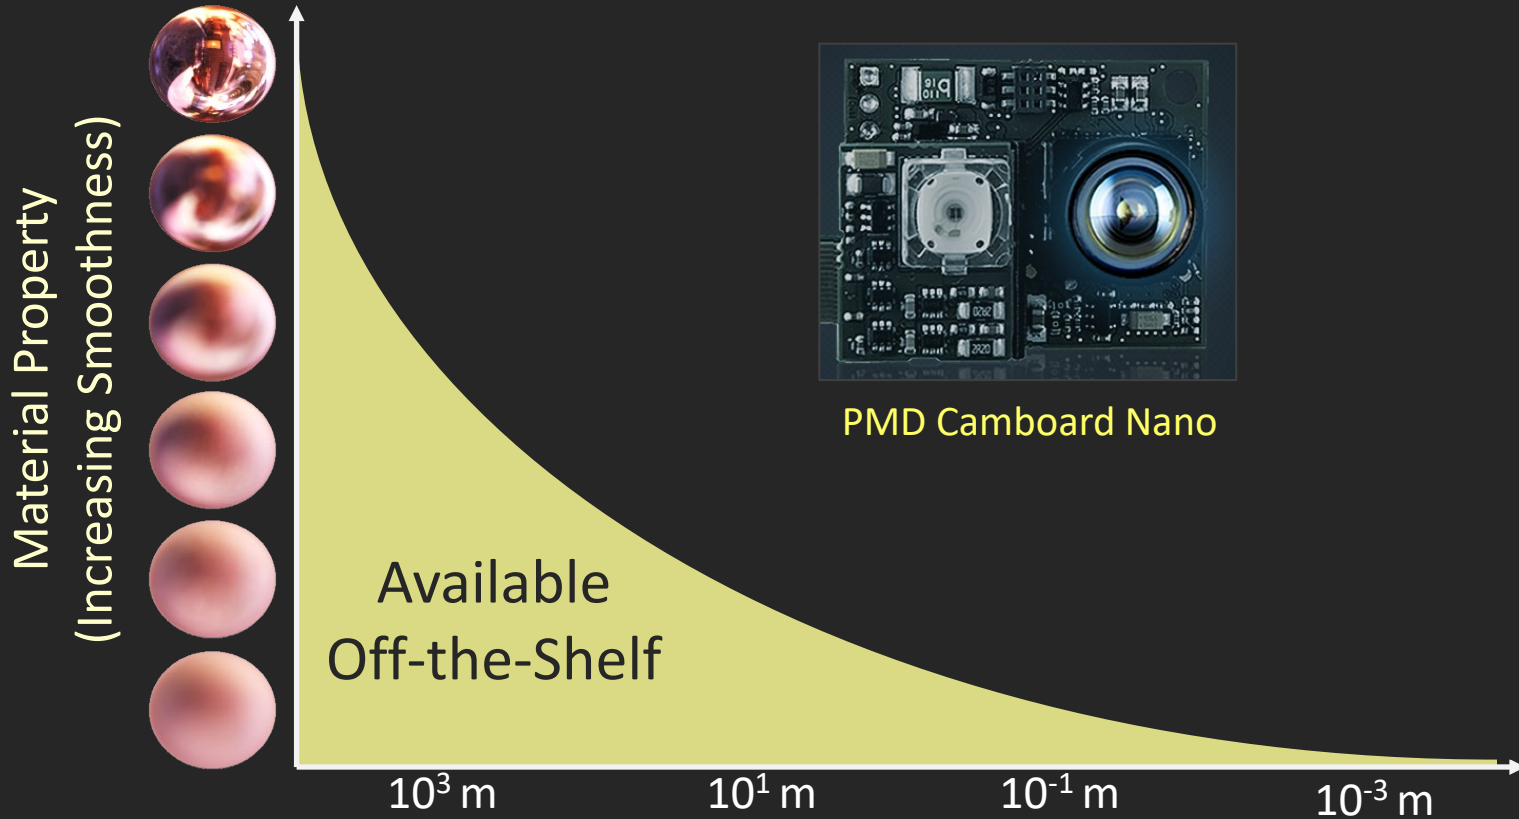 Material Property
(Increasing Smoothness)
PMD Camboard Nano
Available
Off-the-Shelf
10³ m
10¹ m
10⁻¹ m
10⁻³ m